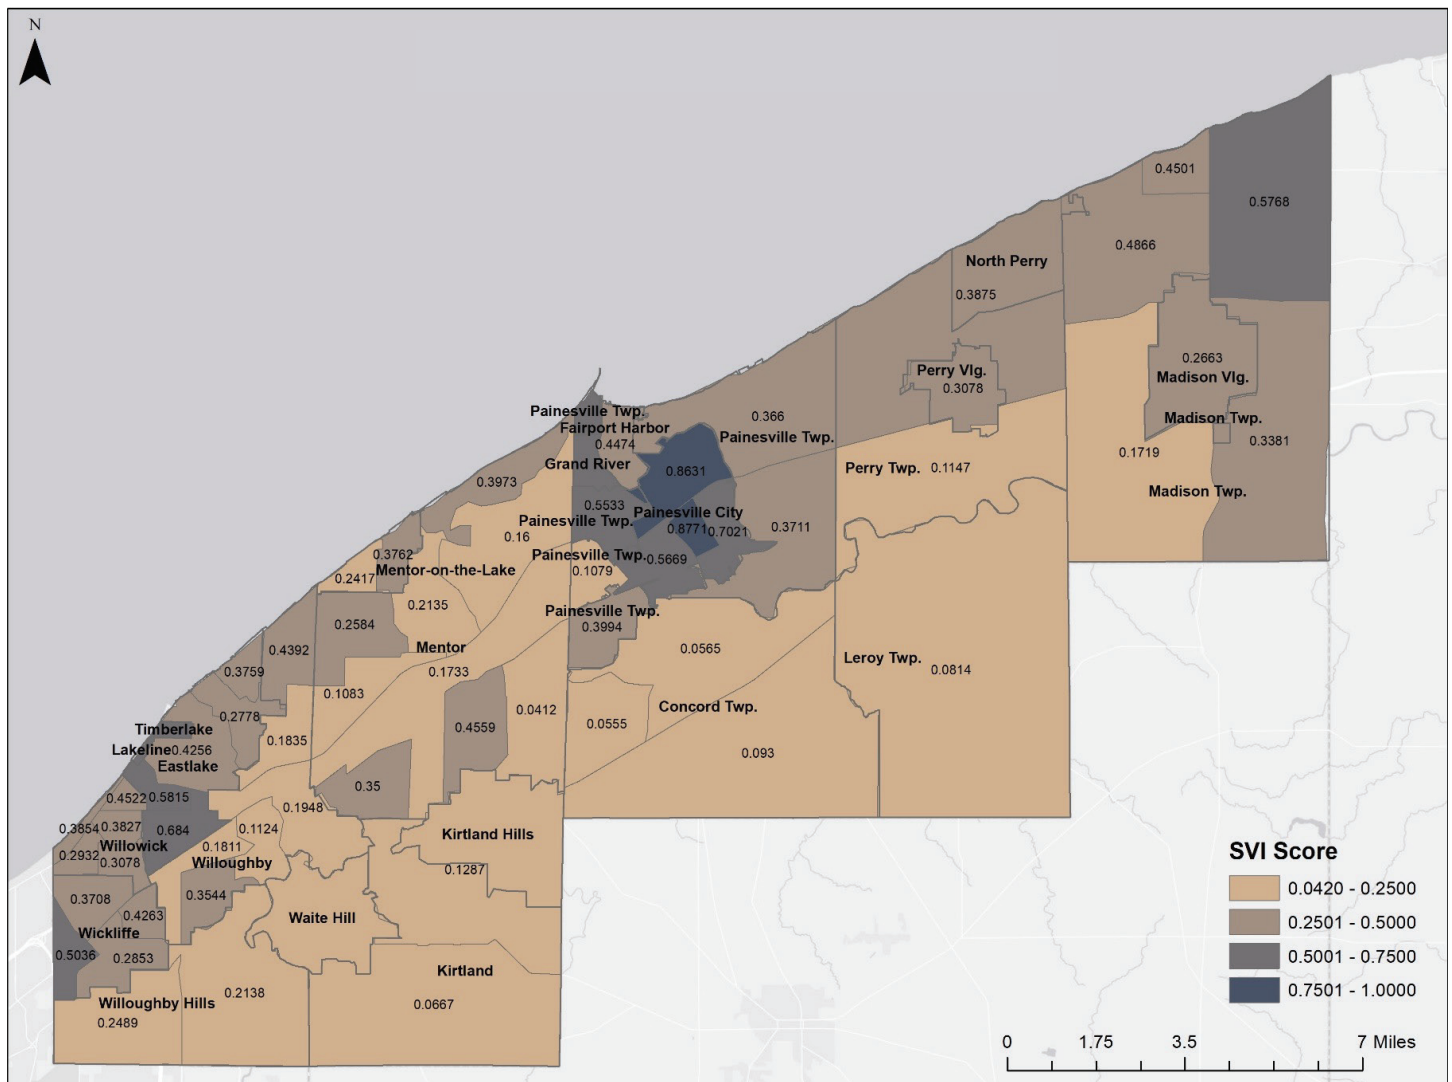 N
0.4501
0.5768
0.4866
North Perry
0.3875
0.2663
Madison Vlg.
Perry Vlg.
0.3078
Painesville Twp.
Fairport Harbor
0.4474
0.366
Painesville Twp.
Madison Twp.
0.3381
0.1719
Madison Twp.
Grand River
0.8631
Perry Twp.
0.1147
0.3973
0.5533
Painesville City
Painesville Twp.
0.8771
0.7021
0.3711
0.16
0.3762
Painesville Twp.
0.5669
0.1079
Mentor-on-the-Lake
0.2417
0.2135
Painesville Twp.
0.3994
0.2584
0.4392
Mentor
0.0565
Leroy Twp.
0.0814
0.3759
0.1733
0.1083
0.4559
0.0412
Concord Twp.
0.0555
0.2778
Timberlake
0.1835
Lakeline
0.4256
Eastlake
0.093
0.35
0.4522
0.5815
0.1948
0.3854
0.3827
0.684
0.1124
Kirtland Hills
Willowick
0.1811
0.2932
0.3078
Willoughby
0.1287
0.3544
0.3708
0.4263
Waite Hill
Wickliffe
0.5036
0.2853
Kirtland
0.2138
Willoughby Hills
0.0667
0.2489
SVI Score
0.0420 - 0.2500
0.2501 - 0.5000
0.5001 - 0.7500
0.7501 - 1.0000
0 1.75 3.5 7 Miles